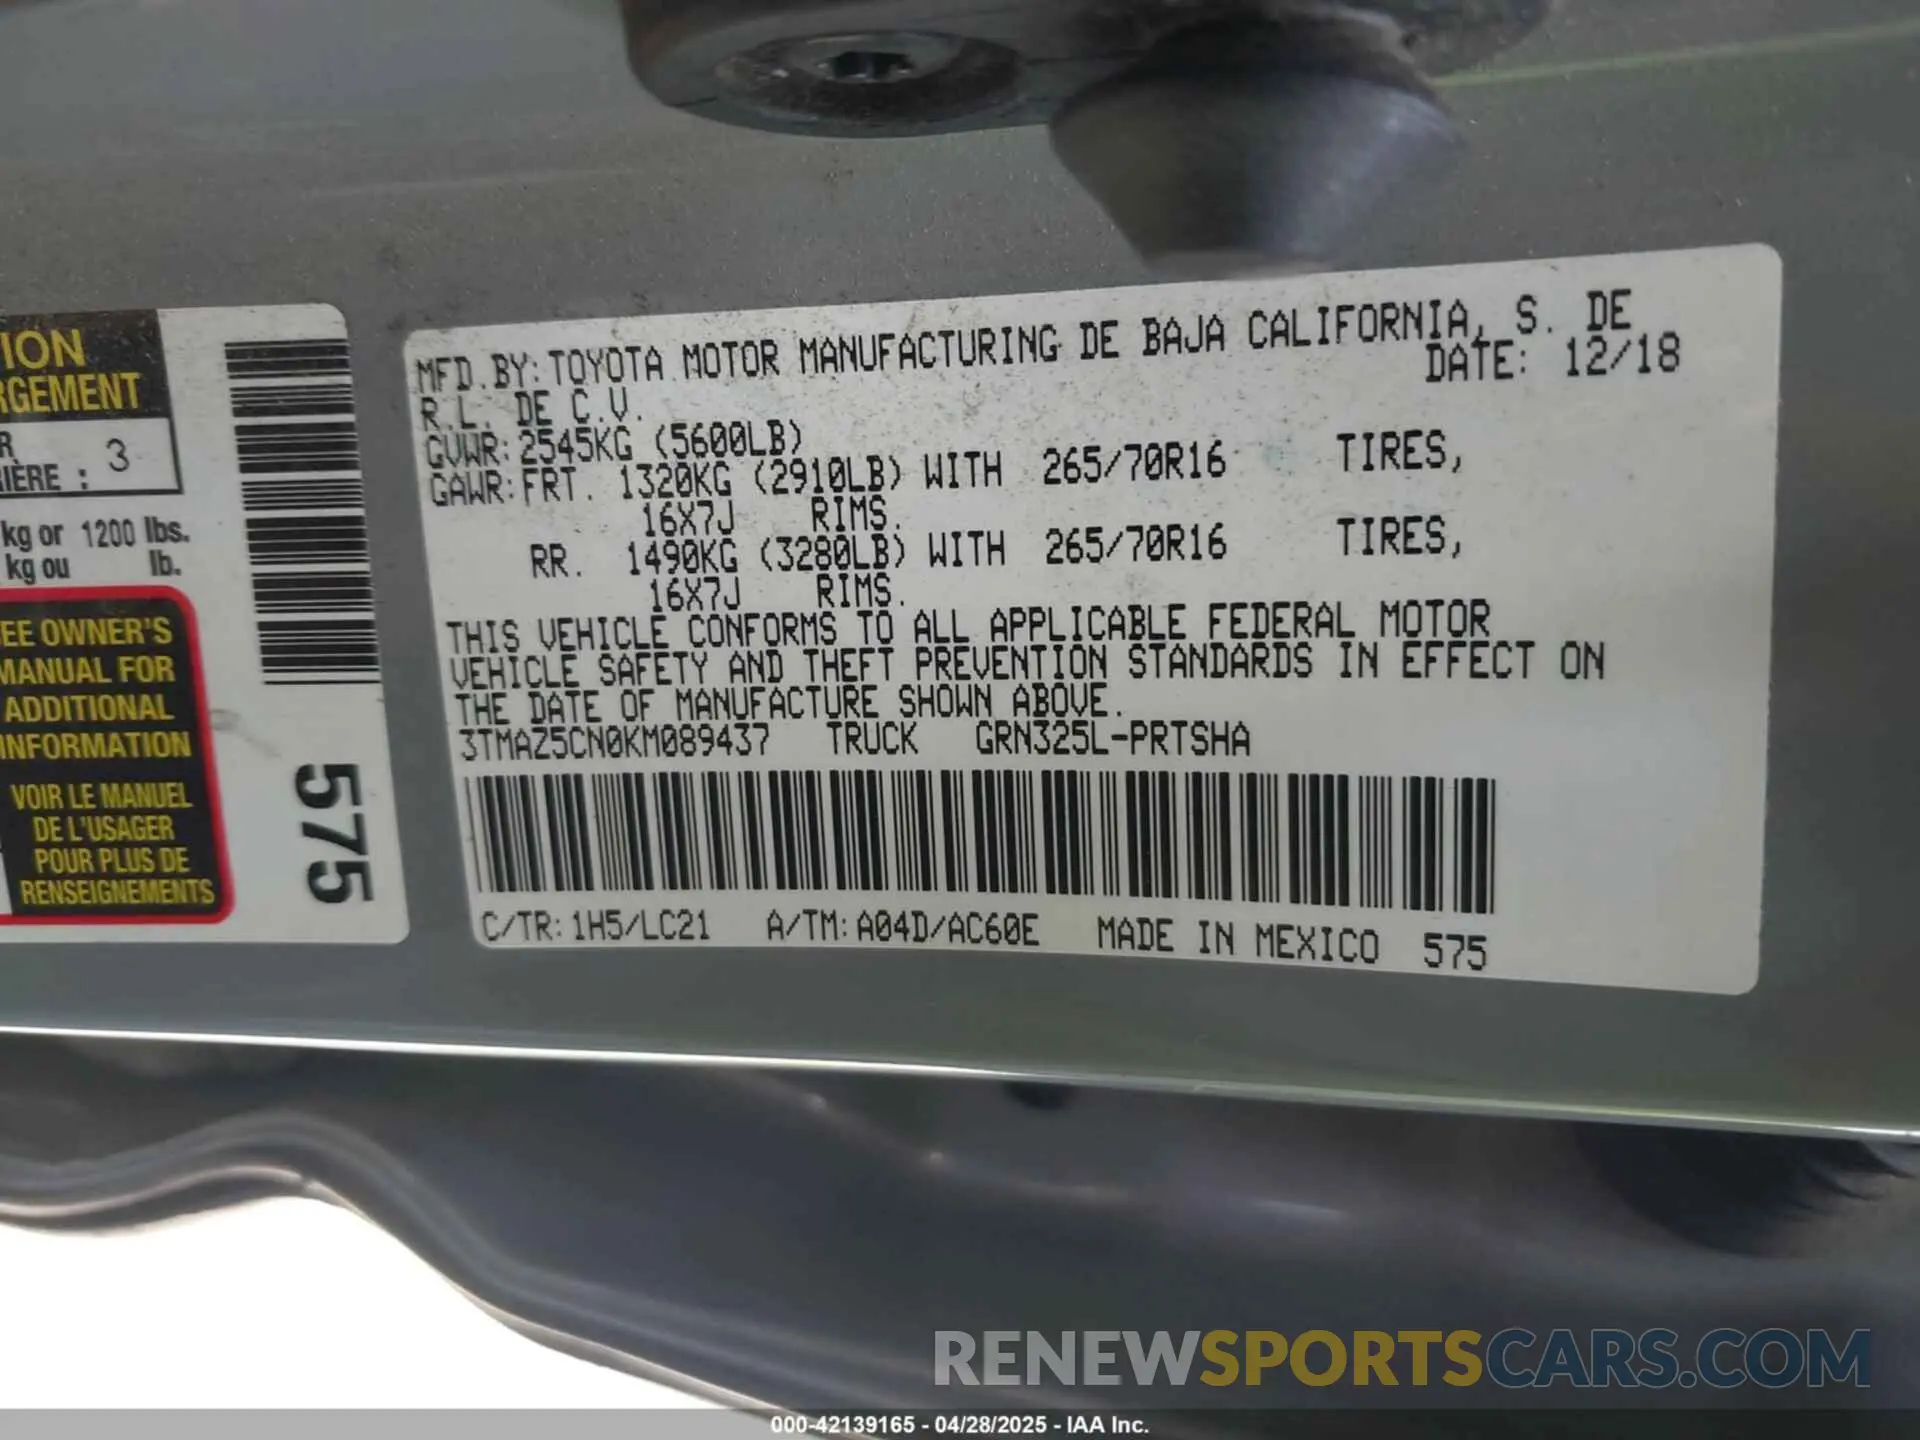 ION
RGEMENT
R
IÈRE : 3
kg or 1200 lbs.
kg ou lb.
EE OWNER'S
MANUAL FOR
ADDITIONAL
INFORMATION
VOIR LE MANUEL
DE L'USAGER
POUR PLUS DE
RENSEIGNEMENTS
575
MFD.BY:TOYOTA MOTOR MANUFACTURING DE BAJA CALIFORNIA, S. DE
R.L. DE C.V. DATE: 12/18
GVWR:2545KG (5600LB)
GAWR:FRT. 1320KG (2910LB) WITH 265/70R16 TIRES,
16X7J RIMS.
RR. 1490KG (3280LB) WITH 265/70R16 TIRES,
16X7J RIMS.
THIS VEHICLE CONFORMS TO ALL APPLICABLE FEDERAL MOTOR
VEHICLE SAFETY AND THEFT PREVENTION STANDARDS IN EFFECT ON
THE DATE OF MANUFACTURE SHOWN ABOVE.
3TMAZ5CN0KM089437 TRUCK GRN325L-PRTSHA
C/TR:1H5/LC21 A/TM:A04D/AC60E MADE IN MEXICO 575
RENEWSPORTSCARS.COM
000-42139165 - 04/28/2025 - IAA Inc.